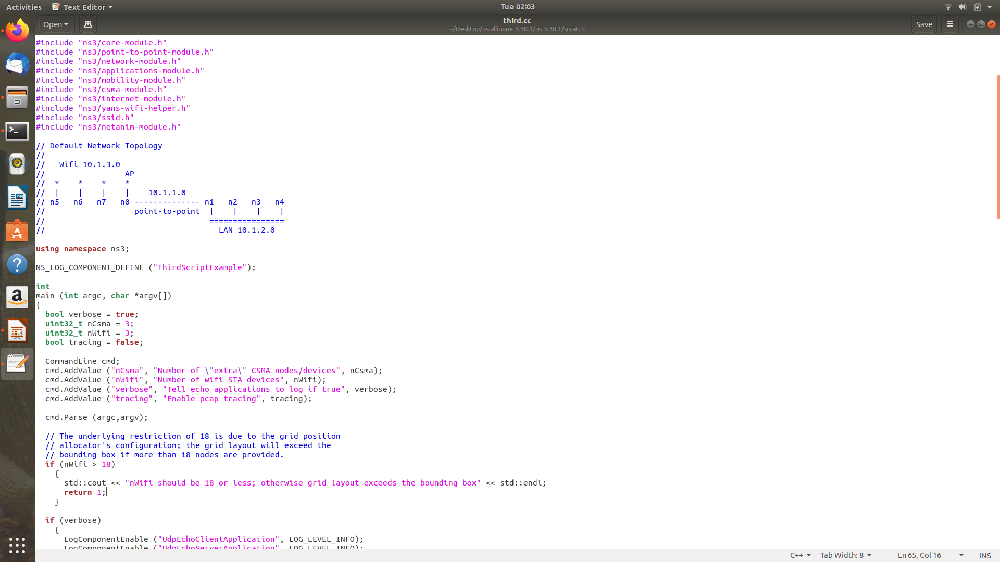 Activities Text Editor Tue 02:03
Open third.cc Save
~/Desktop/ns-allinone-3.30.1/ns-3.30.1/scratch
#include "ns3/core-module.h"
#include "ns3/point-to-point-module.h"
#include "ns3/network-module.h"
#include "ns3/applications-module.h"
#include "ns3/mobility-module.h"
#include "ns3/csma-module.h"
#include "ns3/internet-module.h"
#include "ns3/yans-wifi-helper.h"
#include "ns3/ssid.h"
#include "ns3/netanim-module.h"

// Default Network Topology
//
//   Wifi 10.1.3.0
//                 AP
//  *    *    *    *
//  |    |    |    |    10.1.1.0
// n5   n6   n7   n0 -------------- n1   n2   n3   n4
//                   point-to-point  |    |    |    |
//                                   ================
//                                     LAN 10.1.2.0

using namespace ns3;

NS_LOG_COMPONENT_DEFINE ("ThirdScriptExample");

int
main (int argc, char *argv[])
{
  bool verbose = true;
  uint32_t nCsma = 3;
  uint32_t nWifi = 3;
  bool tracing = false;

  CommandLine cmd;
  cmd.AddValue ("nCsma", "Number of \"extra\" CSMA nodes/devices", nCsma);
  cmd.AddValue ("nWifi", "Number of wifi STA devices", nWifi);
  cmd.AddValue ("verbose", "Tell echo applications to log if true", verbose);
  cmd.AddValue ("tracing", "Enable pcap tracing", tracing);

  cmd.Parse (argc,argv);

  // The underlying restriction of 18 is due to the grid position
  // allocator's configuration; the grid layout will exceed the
  // bounding box if more than 18 nodes are provided.
  if (nWifi > 18)
    {
      std::cout << "nWifi should be 18 or less; otherwise grid layout exceeds the bounding box" << std::endl;
      return 1;
    }

  if (verbose)
    {
      LogComponentEnable ("UdpEchoClientApplication", LOG_LEVEL_INFO);
      LogComponentEnable ("UdpEchoServerApplication", LOG_LEVEL_INFO);
C++ Tab Width: 8 Ln 65, Col 16 INS